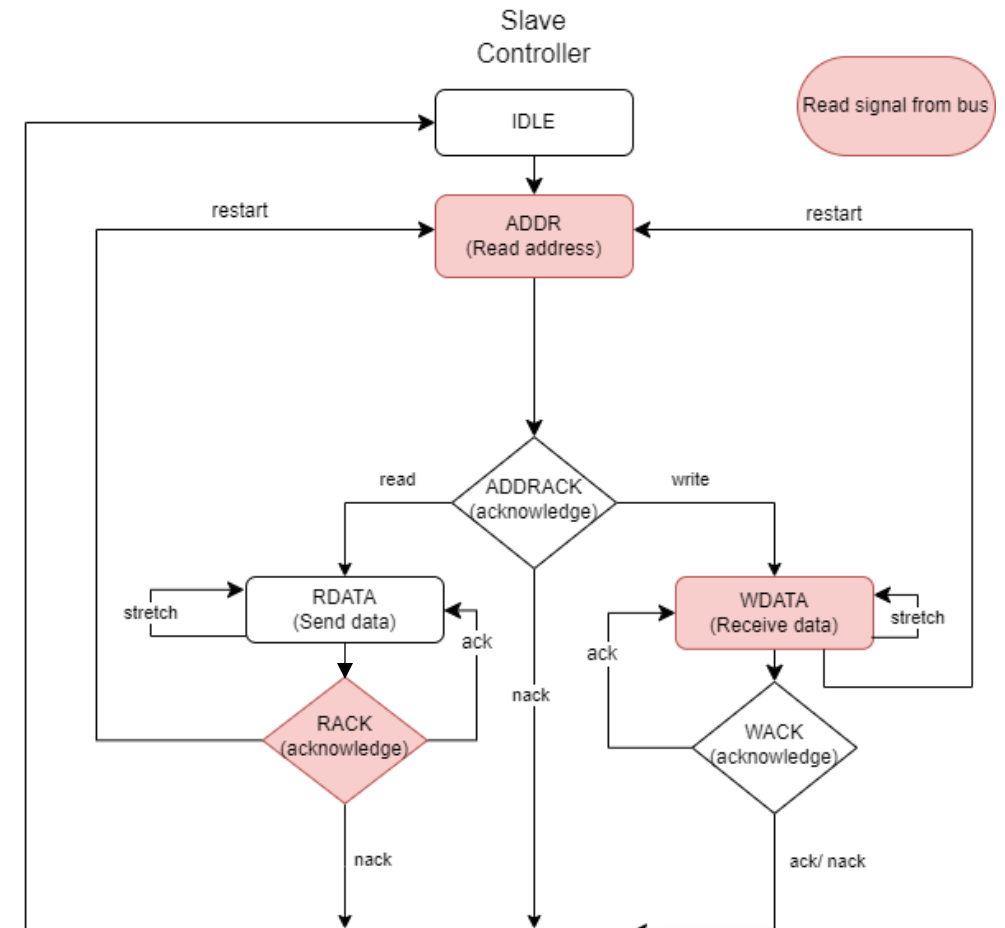 Slave
Controller
IDLE
Read signal from bus
restart
ADDR
(Read address)
restart
read
ADDRACK
(acknowledge)
write
stretch
RDATA
(Send data)
ack
WDATA
(Receive data)
stretch
ack
nack
RACK
(acknowledge)
WACK
(acknowledge)
nack
ack/ nack